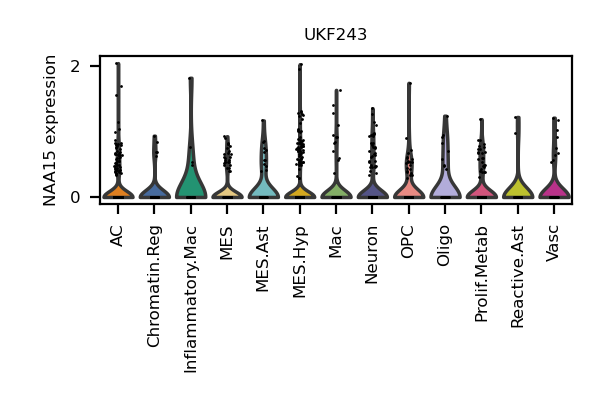 UKF243
NAA15 expression
2
0
AC
Chromatin.Reg
Inflammatory.Mac
MES
MES.Ast
MES.Hyp
Mac
Neuron
OPC
Oligo
Prolif.Metab
Reactive.Ast
Vasc